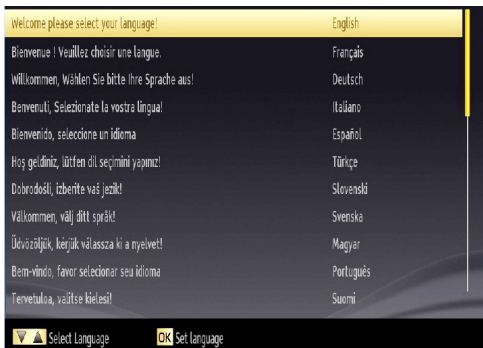 Welcome please select your language! English
Bienvenue ! Veuillez choisir une langue. Français
Willkommen, Wählen Sie bitte Ihre Sprache aus! Deutsch
Benvenuti, Selezionate la vostra lingua! Italiano
Bienvenido, seleccione un idioma Español
Hoş geldiniz, lütfen dil seçimini yapınız! Türkçe
Dobrodošli, izberite vaš jezik! Slovenski
Välkommen, välj ditt språk! Svenska
Üdvözöljük, kérjük válassza ki a nyelvet! Magyar
Bem-vindo, favor selecionar seu idioma Português
Tervetuloa, valitse kielesi! Suomi
Select Language OK Set language